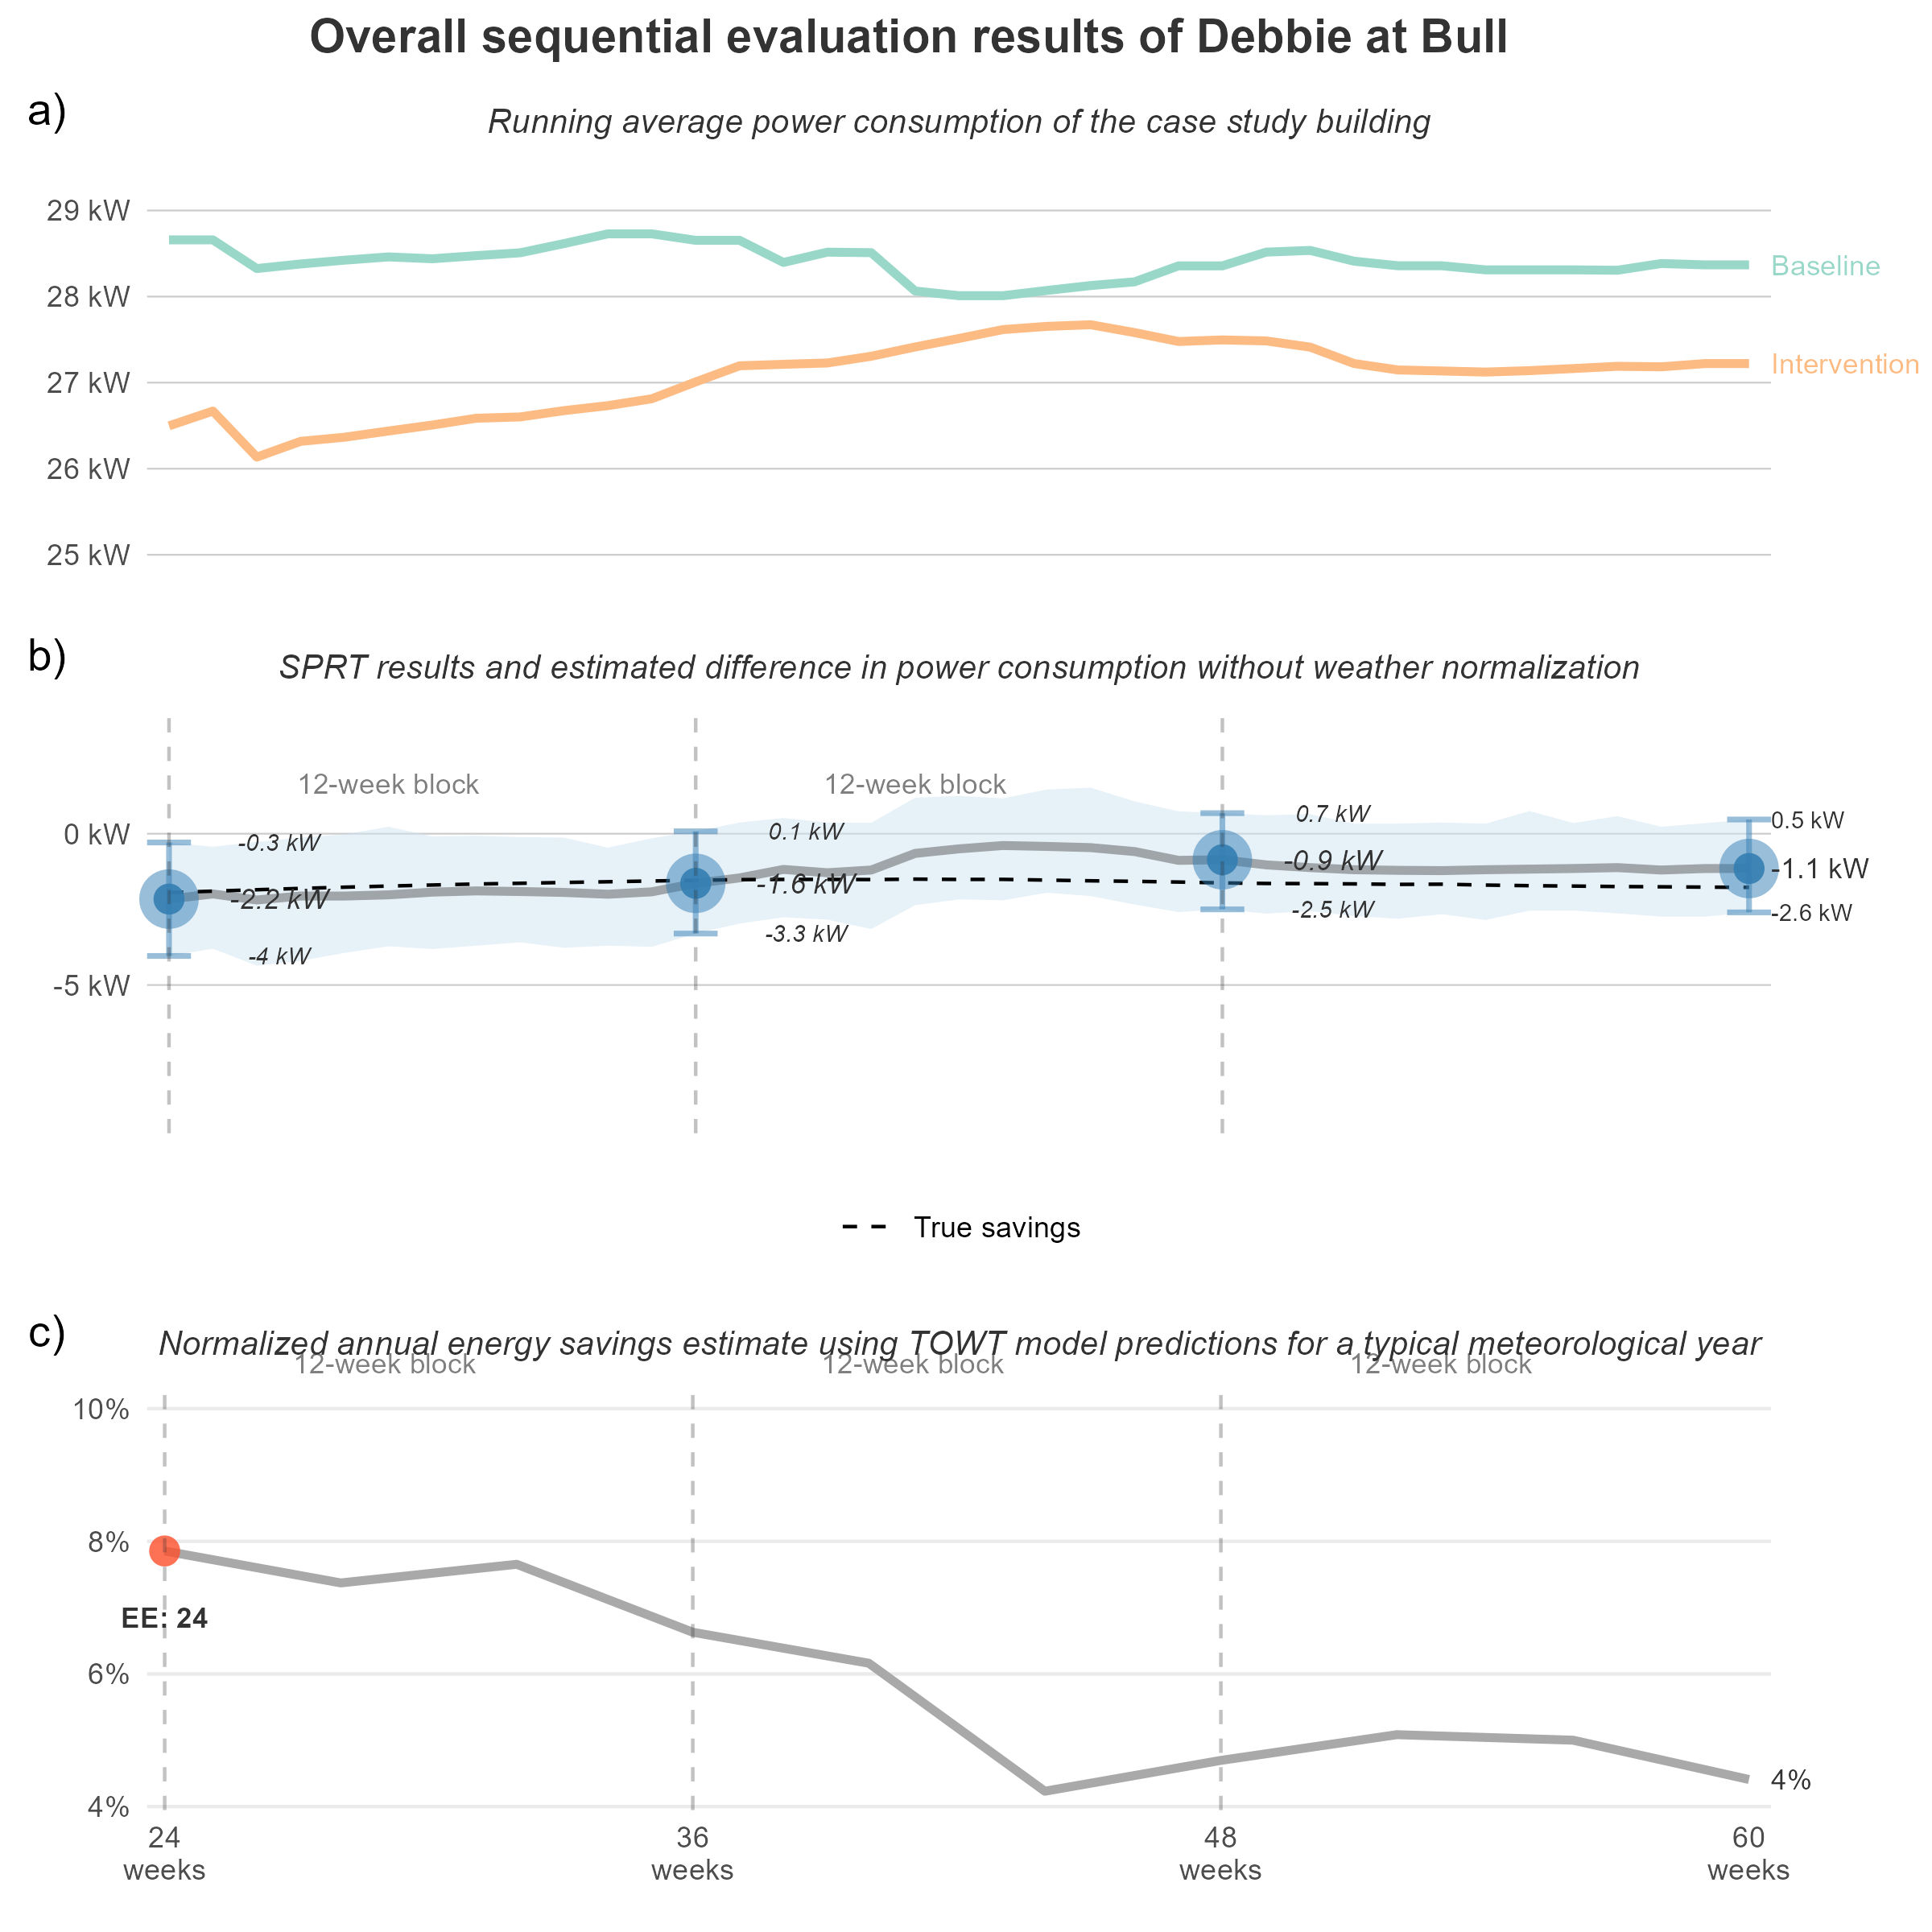 Overall sequential evaluation results of Debbie at Bull
a)
Running average power consumption of the case study building
29 kW
28 kW
27 kW
26 kW
25 kW
Baseline
Intervention
b)
SPRT results and estimated difference in power consumption without weather normalization
12-week block
12-week block
0 kW
-5 kW
-0.3 kW
-2.2 kW
-4 kW
0.1 kW
-1.6 kW
-3.3 kW
0.7 kW
-0.9 kW
-2.5 kW
0.5 kW
-1.1 kW
-2.6 kW
True savings
c)
Normalized annual energy savings estimate using TOWT model predictions for a typical meteorological year
12-week block
12-week block
12-week block
10%
8%
6%
4%
EE: 24
4%
24
weeks
36
weeks
48
weeks
60
weeks